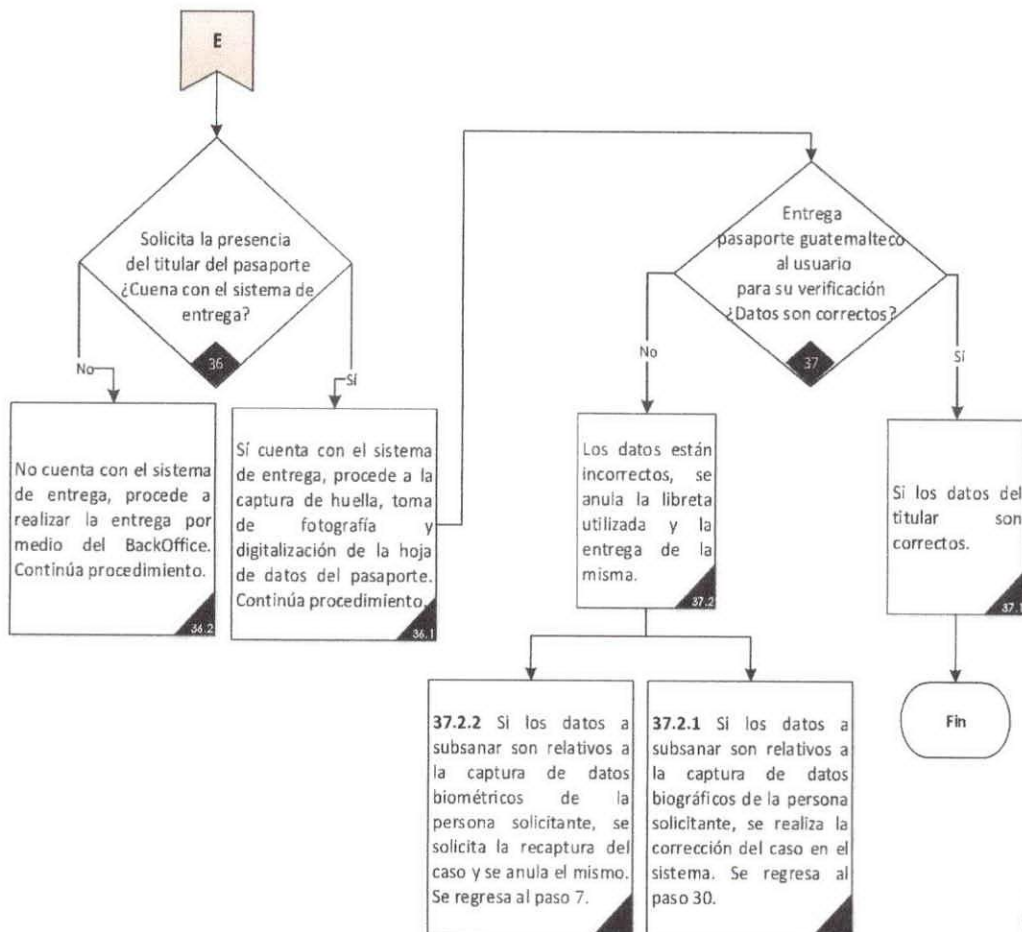 E
Solicita la presencia
del titular del pasaporte
¿Cuena con el sistema de
entrega?
36
No
Sí
No cuenta con el sistema
de entrega, procede a
realizar la entrega por
medio del BackOffice.
Continúa procedimiento.
36.2
Sí cuenta con el sistema
de entrega, procede a la
captura de huella, toma
de fotografía y
digitalización de la hoja
de datos del pasaporte.
Continúa procedimiento.
36.1
Entrega
pasaporte guatemalteco
al usuario
para su verificación
¿Datos son correctos?
37
No
Sí
Los datos están
incorrectos, se
anula la libreta
utilizada y la
entrega de la
misma.
37.2
Si los datos del
titular son
correctos.
37.1
37.2.2 Si los datos a
subsanar son relativos a
la captura de datos
biométricos de la
persona solicitante, se
solicita la recaptura del
caso y se anula el mismo.
Se regresa al paso 7.
37.2.1 Si los datos a
subsanar son relativos a
la captura de datos
biográficos de la persona
solicitante, se realiza la
corrección del caso en el
sistema. Se regresa al
paso 30.
Fin